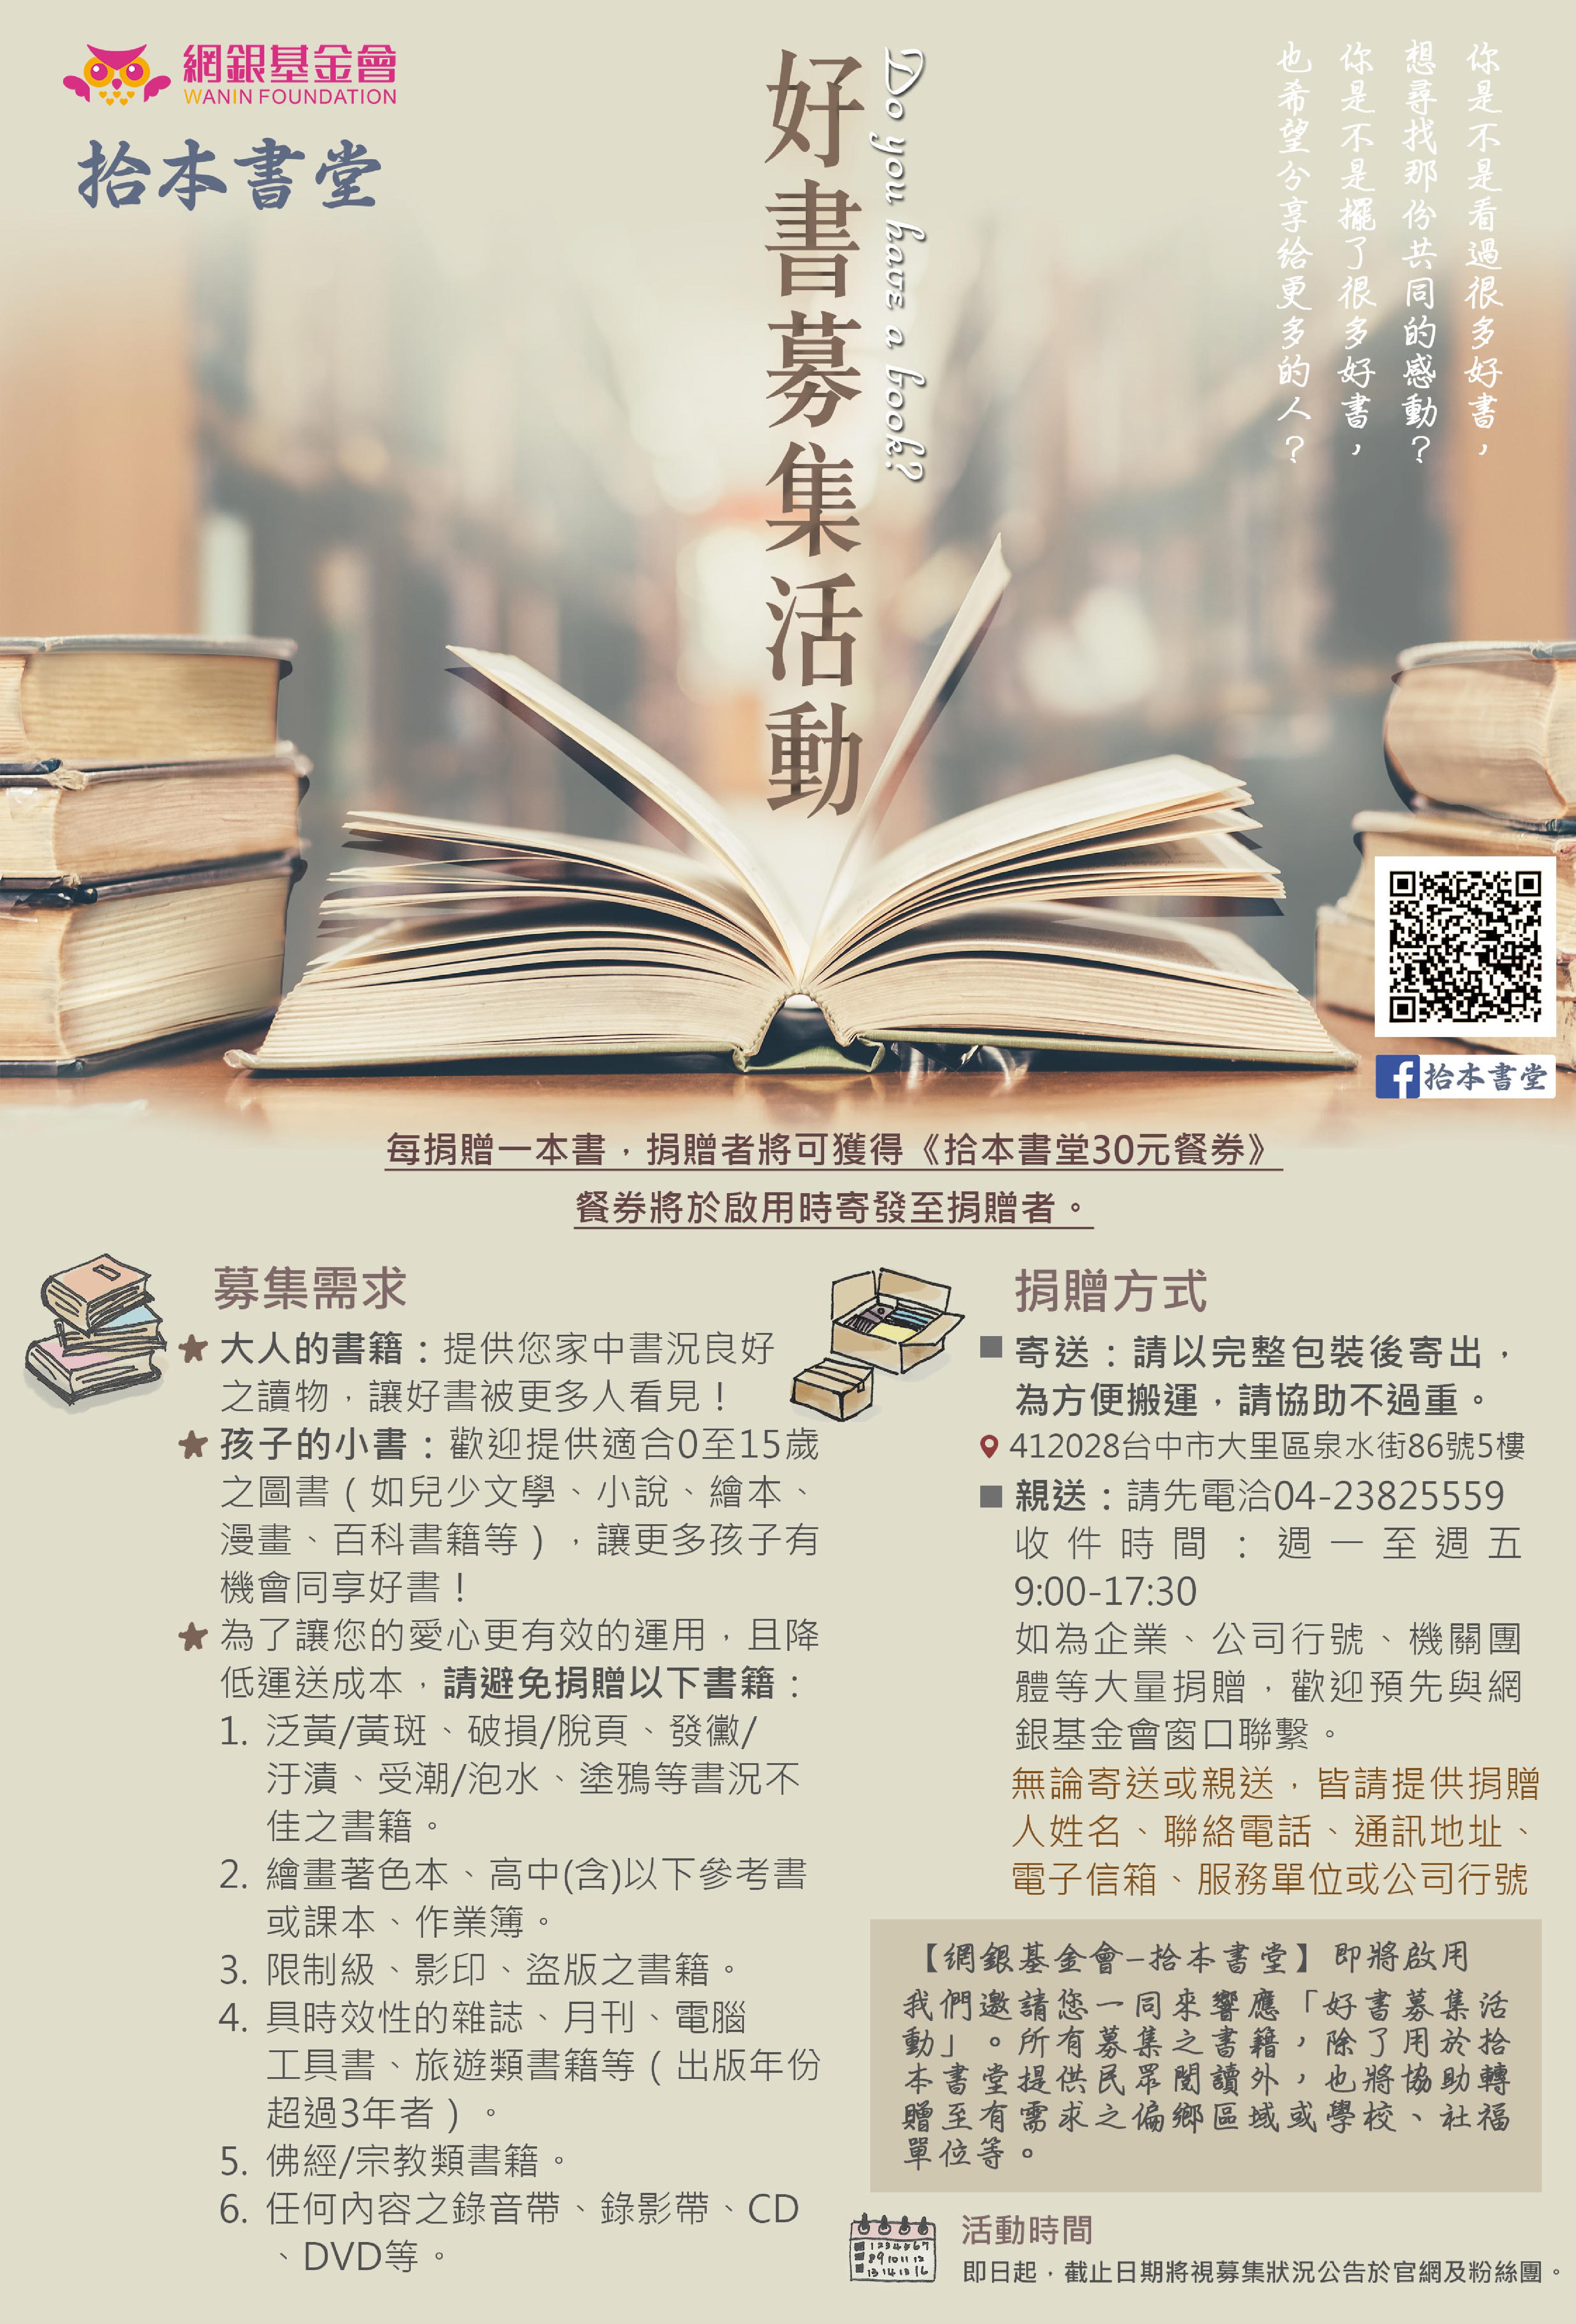 網銀基金會
WANIN FOUNDATION
拾本書堂
好書募集活動
Do you have a book?
你是不是看過很多好書，
想尋找那份共同的感動？
你是不是擺了很多好書，
也希望分享給更多的人？
拾本書堂
每捐贈一本書，捐贈者將可獲得《拾本書堂30元餐券》
餐券將於啟用時寄發至捐贈者。
募集需求
大人的書籍：提供您家中書況良好
之讀物，讓好書被更多人看見！
孩子的小書：歡迎提供適合0至15歲
之圖書（如兒少文學、小說、繪本、
漫畫、百科書籍等），讓更多孩子有
機會同享好書！
為了讓您的愛心更有效的運用，且降
低運送成本，請避免捐贈以下書籍：
1. 泛黃/黃斑、破損/脫頁、發黴/
汙漬、受潮/泡水、塗鴉等書況不
佳之書籍。
2. 繪畫著色本、高中(含)以下參考書
或課本、作業簿。
3. 限制級、影印、盜版之書籍。
4. 具時效性的雜誌、月刊、電腦
工具書、旅遊類書籍等（出版年份
超過3年者）。
5. 佛經/宗教類書籍。
6. 任何內容之錄音帶、錄影帶、CD
、DVD等。
捐贈方式
寄送：請以完整包裝後寄出，
為方便搬運，請協助不過重。
412028台中市大里區泉水街86號5樓
親送：請先電洽04-23825559
收件時間：週一至週五
9:00-17:30
如為企業、公司行號、機關團
體等大量捐贈，歡迎預先與網
銀基金會窗口聯繫。
無論寄送或親送，皆請提供捐贈
人姓名、聯絡電話、通訊地址、
電子信箱、服務單位或公司行號
【網銀基金會-拾本書堂】即將啟用
我們邀請您一同來響應「好書募集活
動」。所有募集之書籍，除了用於拾
本書堂提供民眾閱讀外，也將協助轉
贈至有需求之偏鄉區域或學校、社福
單位等。
活動時間
即日起，截止日期將視募集狀況公告於官網及粉絲團。